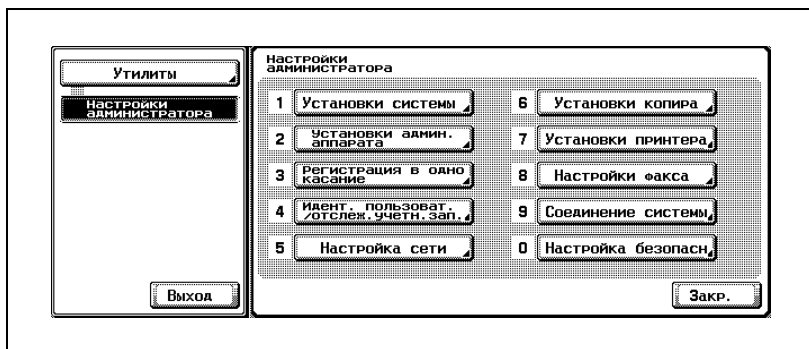 Утилиты
Настройки
администратора
Выход
Настройки
администратора
1 Установки системы
2 Установки админ.
аппарата
3 Регистрация в одно
касание
4 Идент. пользоват.
/отслеж.учетн.зап.
5 Настройка сети
6 Установки копира
7 Установки принтера
8 Настройки факса
9 Соединение системы
0 Настройка безопасн
Закр.